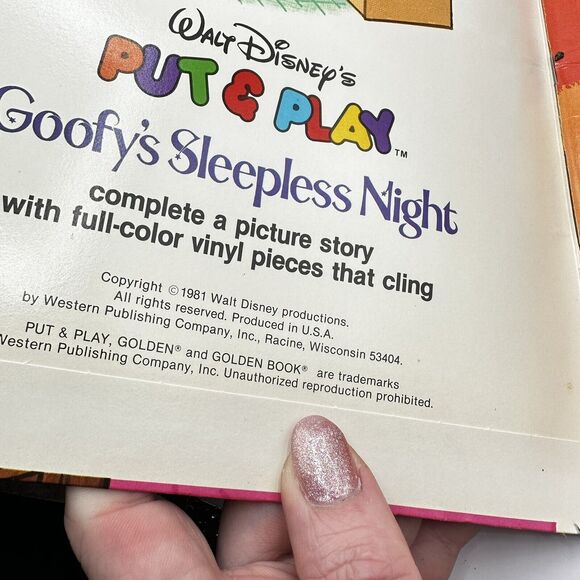 Walt Disney's
PUT & PLAY™
Goofy's Sleepless Night
complete a picture story
with full-color vinyl pieces that cling
Copyright ©1981 Walt Disney productions.
All rights reserved. Produced in U.S.A.
by Western Publishing Company, Inc., Racine, Wisconsin 53404.
PUT & PLAY, GOLDEN® and GOLDEN BOOK® are trademarks
Western Publishing Company, Inc. Unauthorized reproduction prohibited.